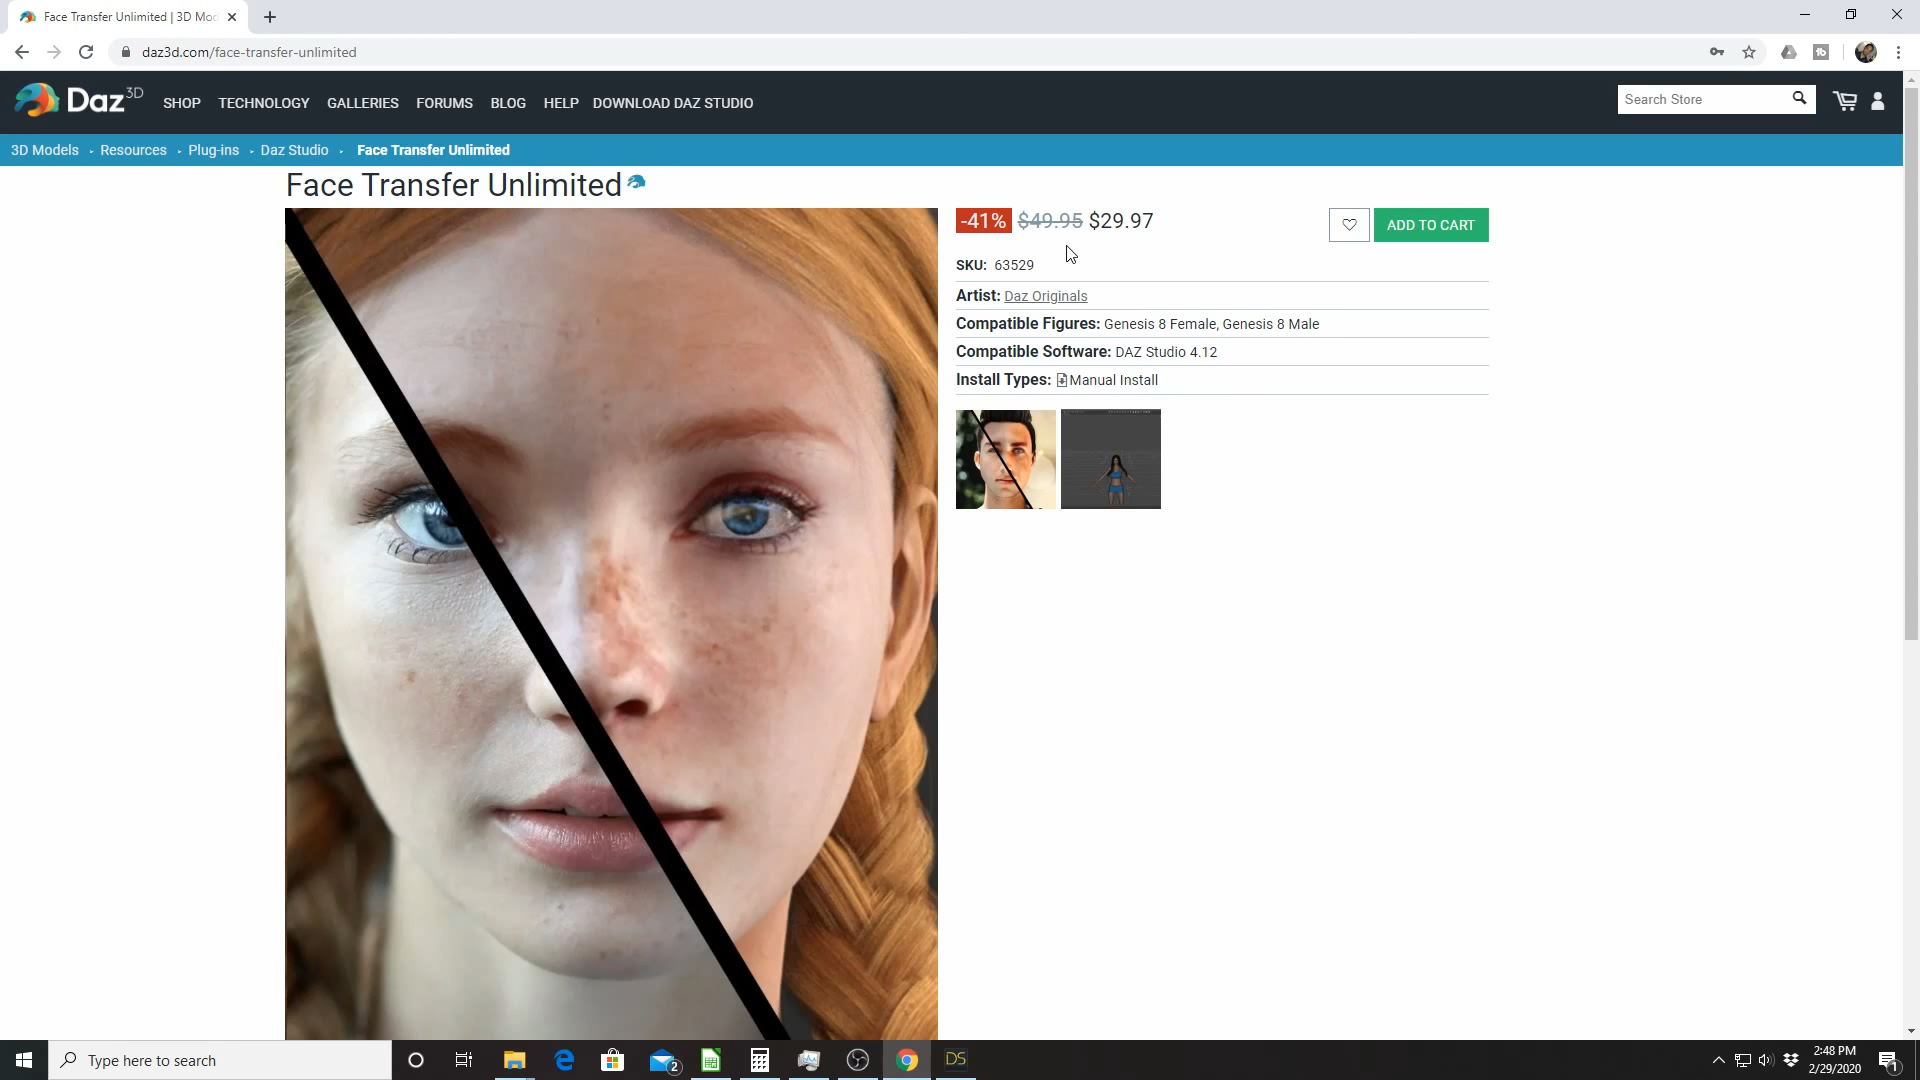 Face Transfer Unlimited | 3D Mod
daz3d.com/face-transfer-unlimited
Daz 3D
SHOP TECHNOLOGY GALLERIES FORUMS BLOG HELP DOWNLOAD DAZ STUDIO
Search Store
3D Models Resources Plug-ins Daz Studio Face Transfer Unlimited
Face Transfer Unlimited
-41% $49.95 $29.97
ADD TO CART
SKU: 63529
Artist: Daz Originals
Compatible Figures: Genesis 8 Female, Genesis 8 Male
Compatible Software: DAZ Studio 4.12
Install Types: Manual Install
Type here to search
2
DS
2:48 PM
2/29/2020
1